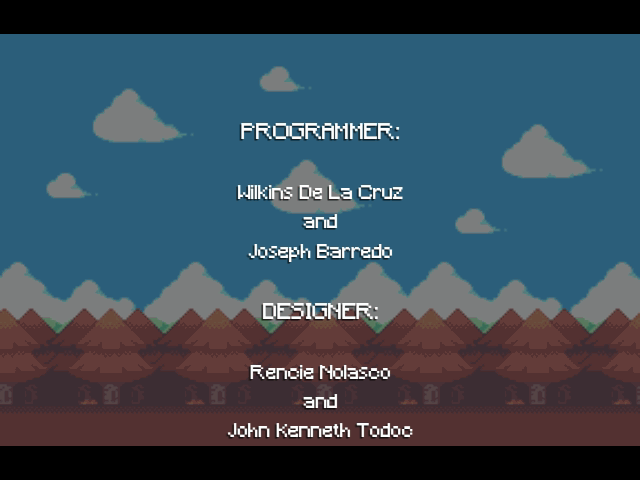 PROGRAMMER:
Wilkins De La Cruz
and
Joseph Barredo
DESIGNER:
Rencie Nolasco
and
John Kenneth Todoc